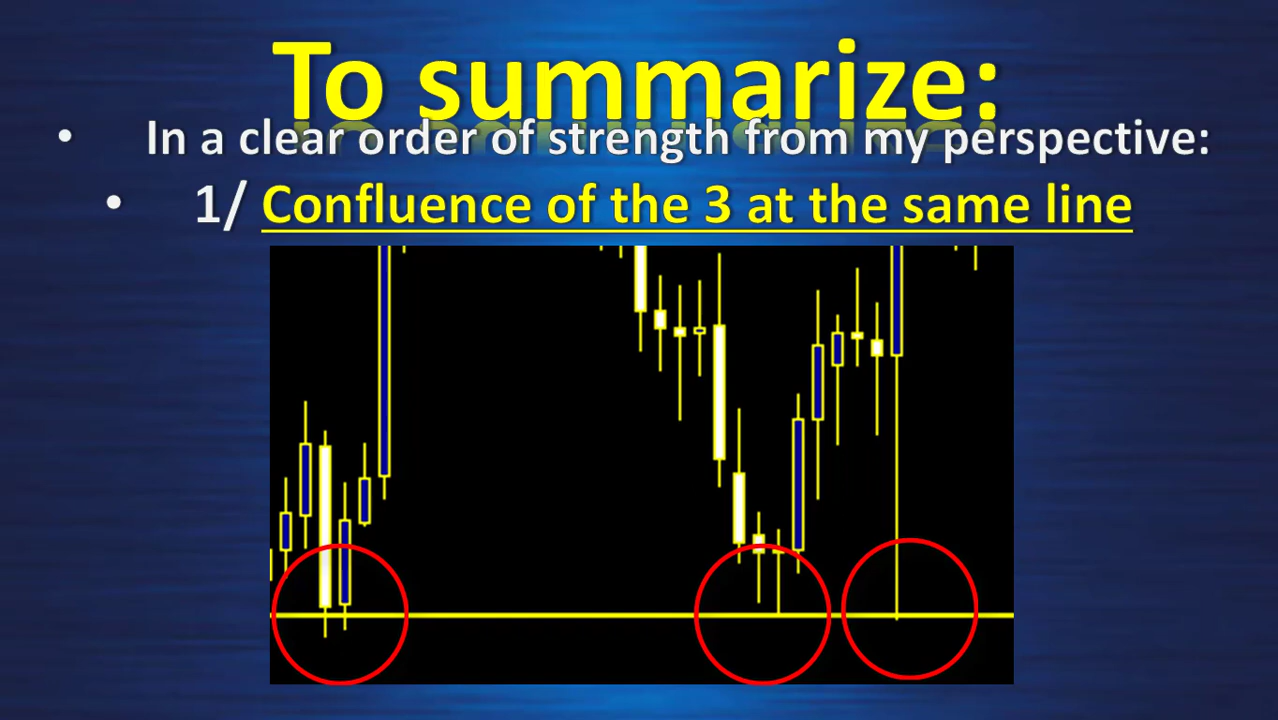 To summarize:
• In a clear order of strength from my perspective:
• 1/ Confluence of the 3 at the same line